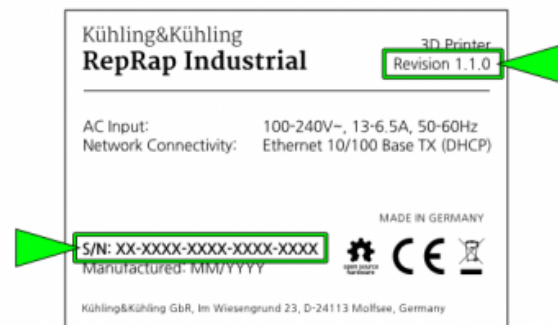 Kühling&Kühling
RepRap Industrial
3D Printer
Revision 1.1.0
AC Input: 100-240V~, 13-6.5A, 50-60Hz
Network Connectivity: Ethernet 10/100 Base TX (DHCP)
MADE IN GERMANY
S/N: XX-XXXX-XXXX-XXXX-XXXX
Manufactured: MM/YYYY
open source
hardware
CE
Kühling&Kühling GbR, Im Wiesengrund 23, D-24113 Molfsee, Germany